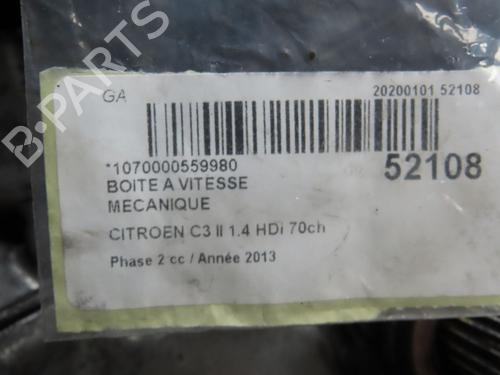 GA
20200101 52108
*1070000559980
52108
BOITE A VITESSE
MECANIQUE
CITROEN C3 II 1.4 HDi 70ch
Phase 2 cc / Année 2013
B-PARTS